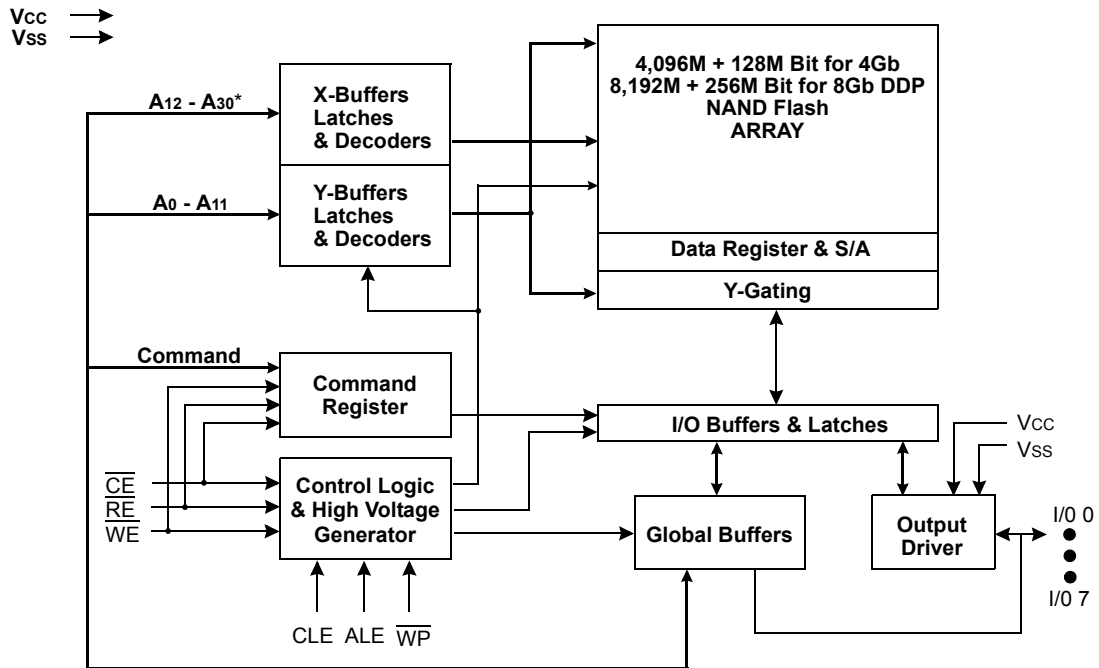 VCC
VSS
A12 - A30*
X-Buffers
Latches
& Decoders
4,096M + 128M Bit for 4Gb
8,192M + 256M Bit for 8Gb DDP
NAND Flash
ARRAY
A0 - A11
Y-Buffers
Latches
& Decoders
Data Register & S/A
Y-Gating
Command
Command
Register
I/O Buffers & Latches
VCC
VSS
CE
RE
WE
Control Logic
& High Voltage
Generator
Global Buffers
Output
Driver
I/0 0
I/0 7
CLE ALE WP